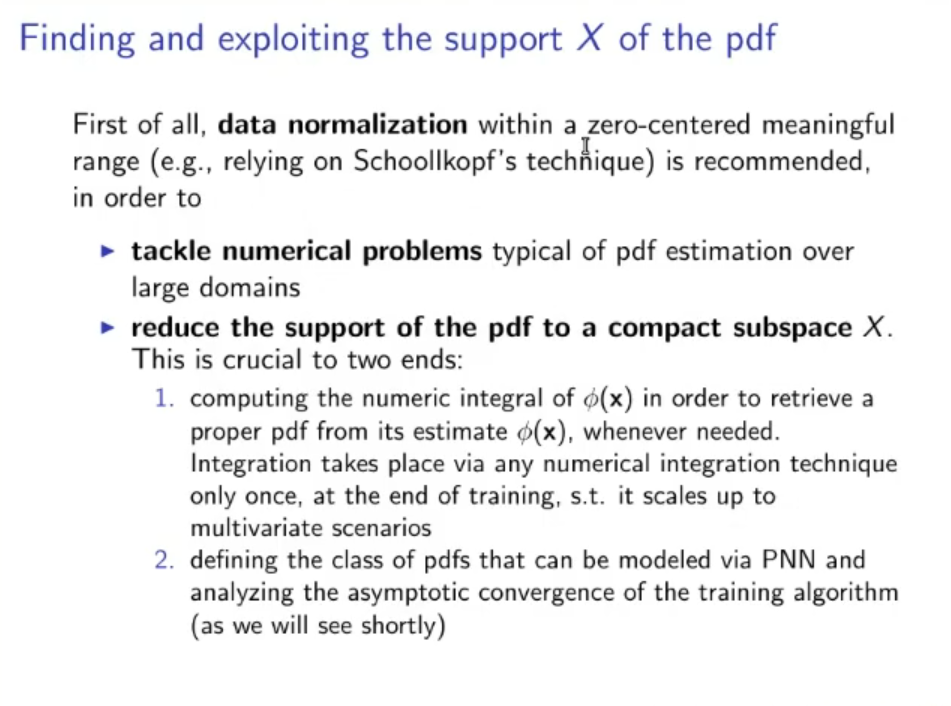 Finding and exploiting the support X of the pdf
First of all, data normalization within a zero-centered meaningful
range (e.g., relying on Schoollkopf's technique) is recommended,
in order to
▶ tackle numerical problems typical of pdf estimation over
large domains
▶ reduce the support of the pdf to a compact subspace X.
This is crucial to two ends:
1. computing the numeric integral of ϕ(x) in order to retrieve a
proper pdf from its estimate ϕ(x), whenever needed.
Integration takes place via any numerical integration technique
only once, at the end of training, s.t. it scales up to
multivariate scenarios
2. defining the class of pdfs that can be modeled via PNN and
analyzing the asymptotic convergence of the training algorithm
(as we will see shortly)